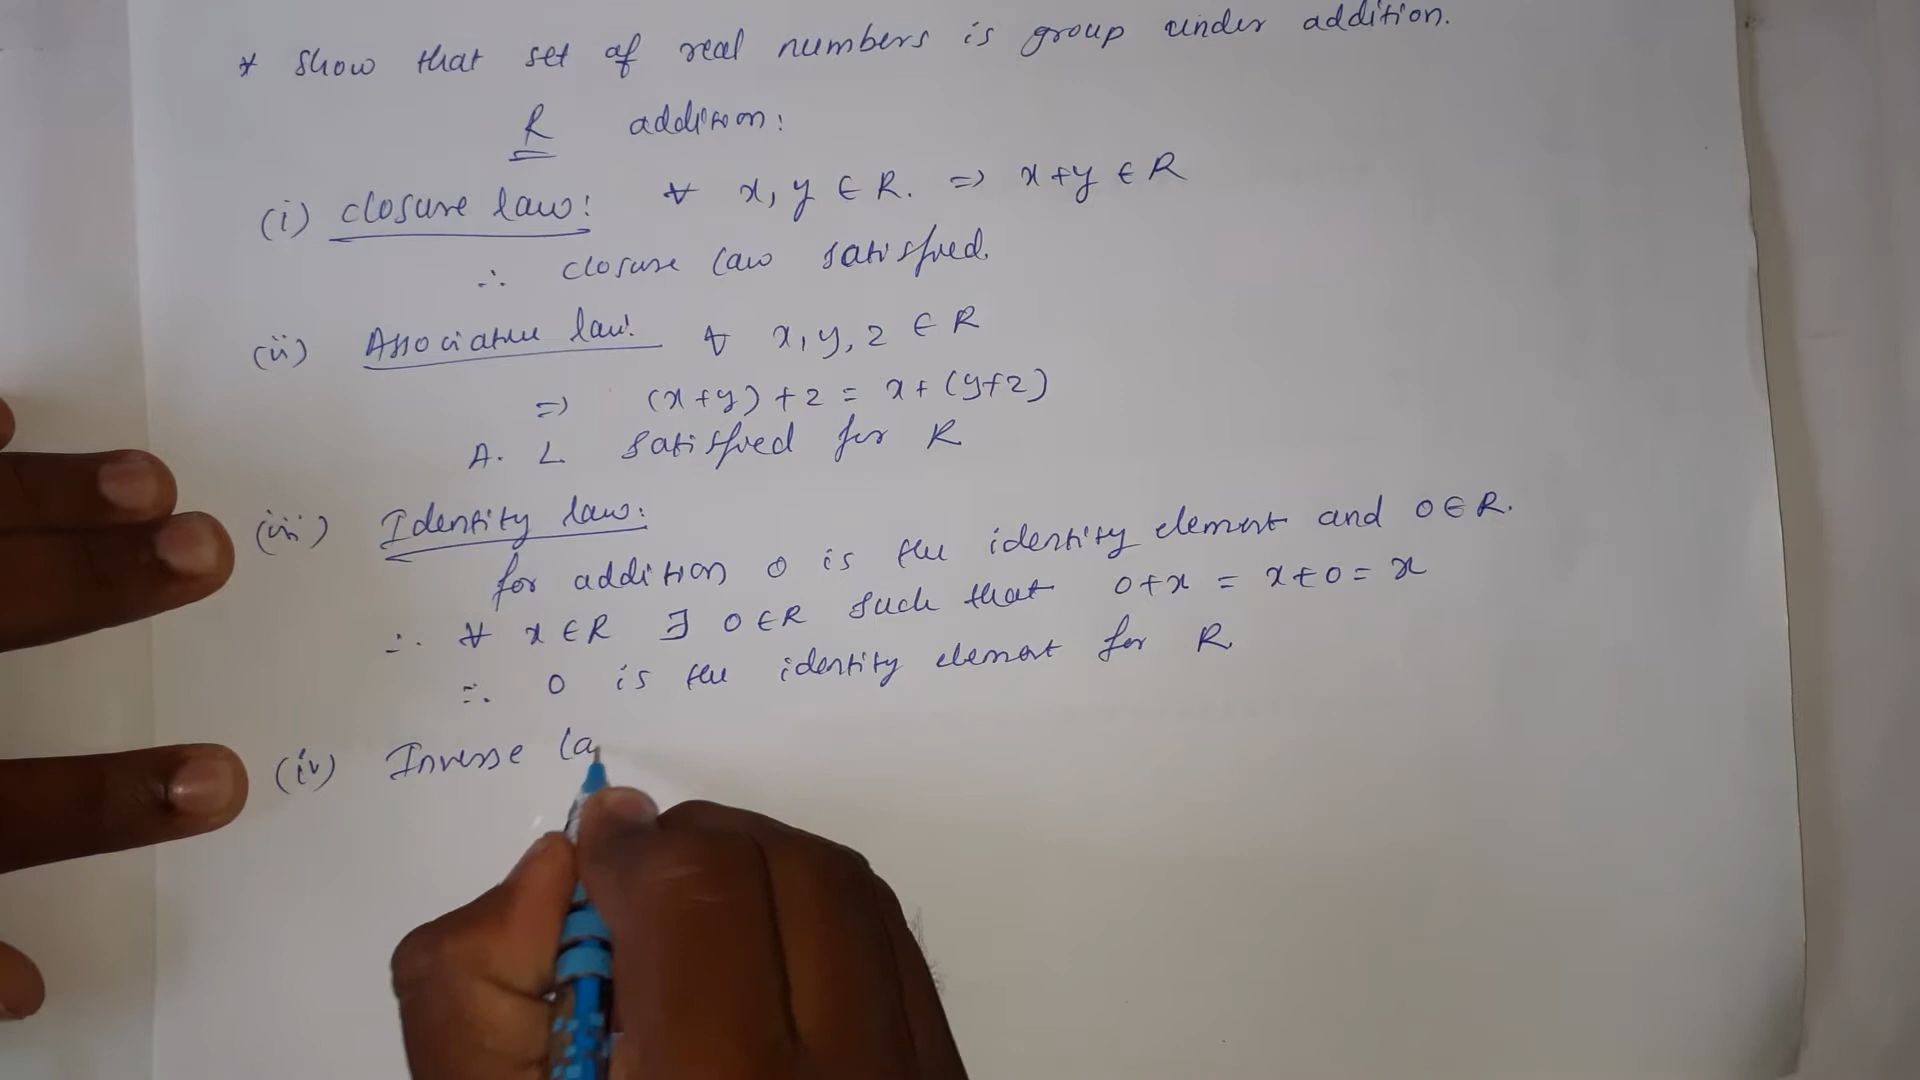 * Show that set of real numbers is group under addition.
R addition:
(i) closure law: ∀ x, y ∈ R. => x+y ∈ R
∴ closure law satisfied.
(ii) Associative law: ∀ x, y, z ∈ R
=> (x+y)+z = x+(y+z)
A. L satisfied for R
(iii) Identity law:
for addition 0 is the identity element and 0∈R.
∴ ∀ x∈R ∃ 0∈R such that 0+x = x+0 = x
∴ 0 is the identity element for R
(iv) Inverse la